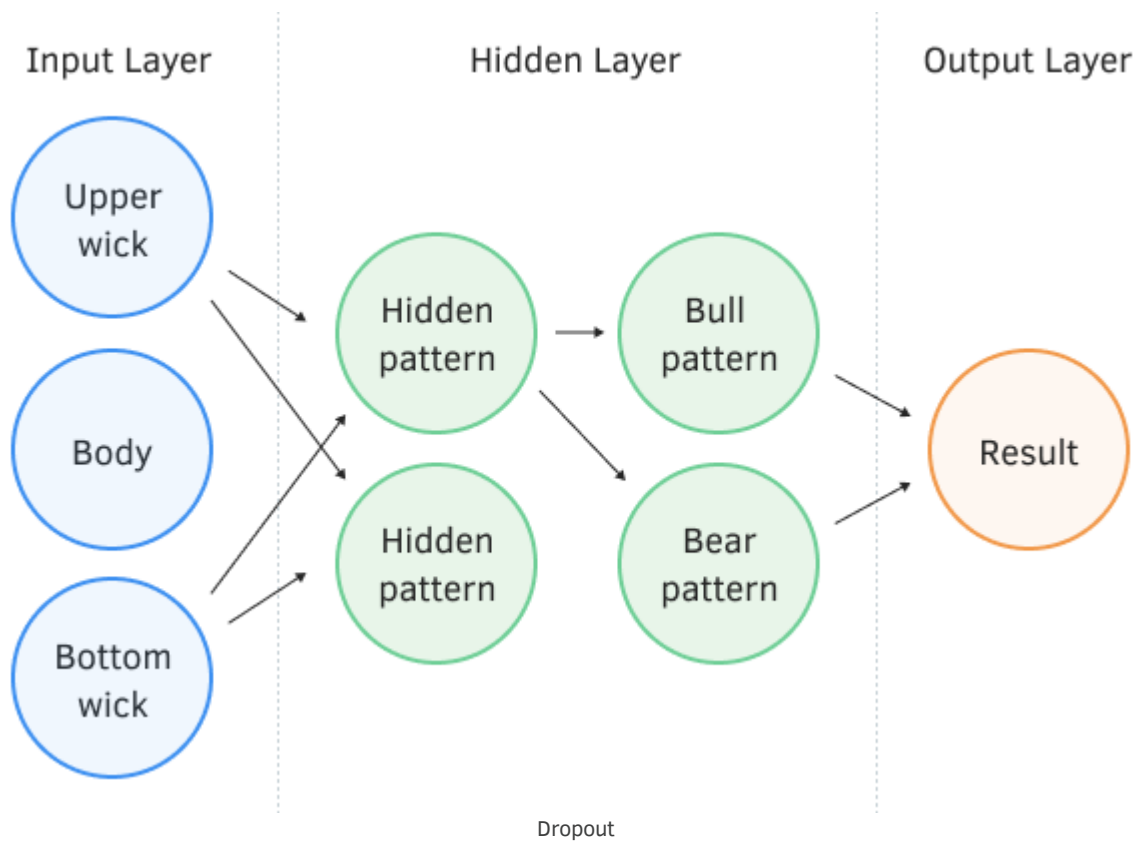 Input Layer
Hidden Layer
Output Layer
Upper
wick
Body
Bottom
wick
Hidden
pattern
Hidden
pattern
Bull
pattern
Bear
pattern
Result
Dropout